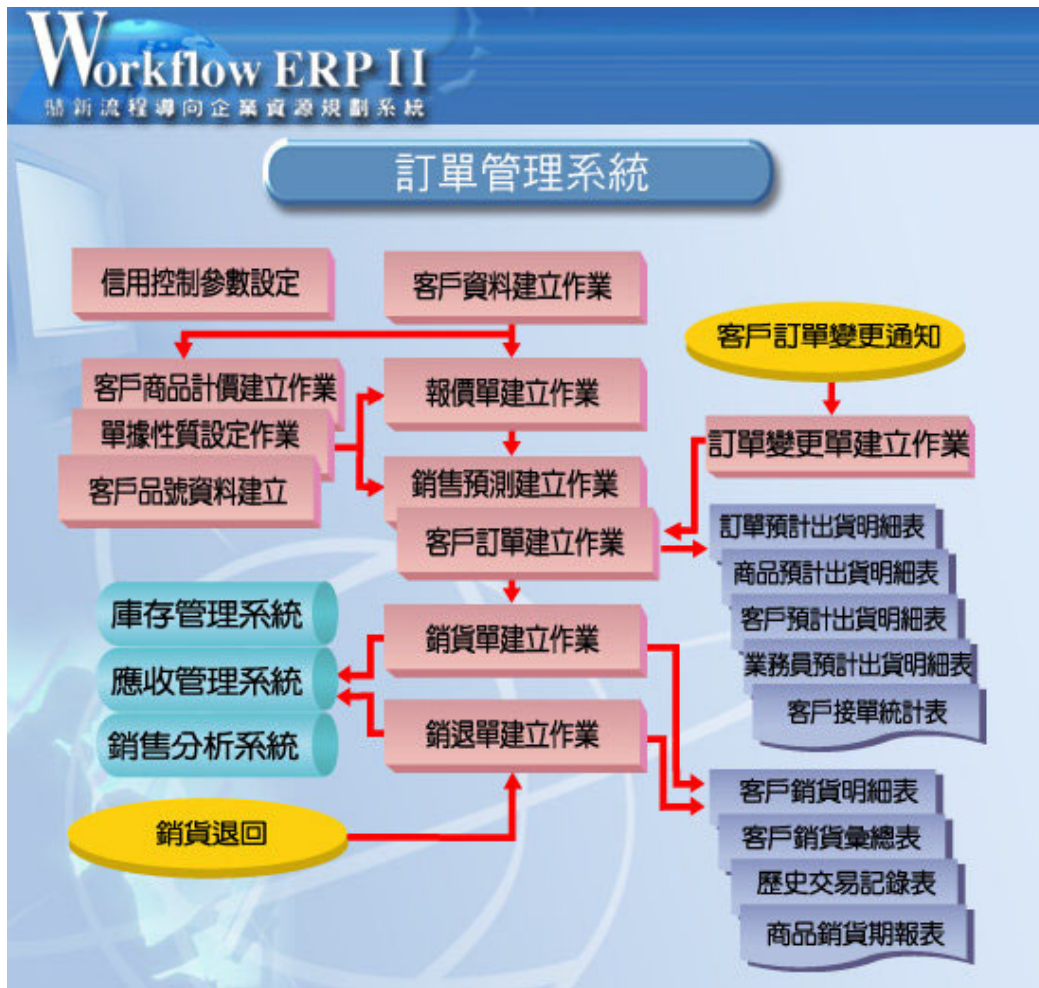 Workflow ERP II
鼎新流程導向企業資源規劃系統
訂單管理系統
信用控制參數設定
客戶資料建立作業
客戶訂單變更通知
客戶商品計價建立作業
報價單建立作業
單據性質設定作業
訂單變更單建立作業
客戶品號資料建立
銷售預測建立作業
客戶訂單建立作業
訂單預計出貨明細表
商品預計出貨明細表
客戶預計出貨明細表
業務員預計出貨明細表
客戶接單統計表
庫存管理系統
應收管理系統
銷售分析系統
銷貨單建立作業
銷退單建立作業
銷貨退回
客戶銷貨明細表
客戶銷貨彙總表
歷史交易記錄表
商品銷貨期報表